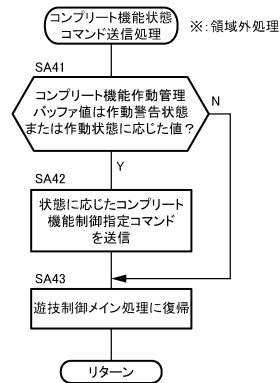 コンプリート機能状態
コマンド送信処理
※:領域外処理
SA41
コンプリート機能作動管理
バッファ値は作動警告状態
または作動状態に応じた値?
N
Y
SA42
状態に応じたコンプリート
機能制御指定コマンド
を送信
SA43
遊技制御メイン処理に復帰
リターン